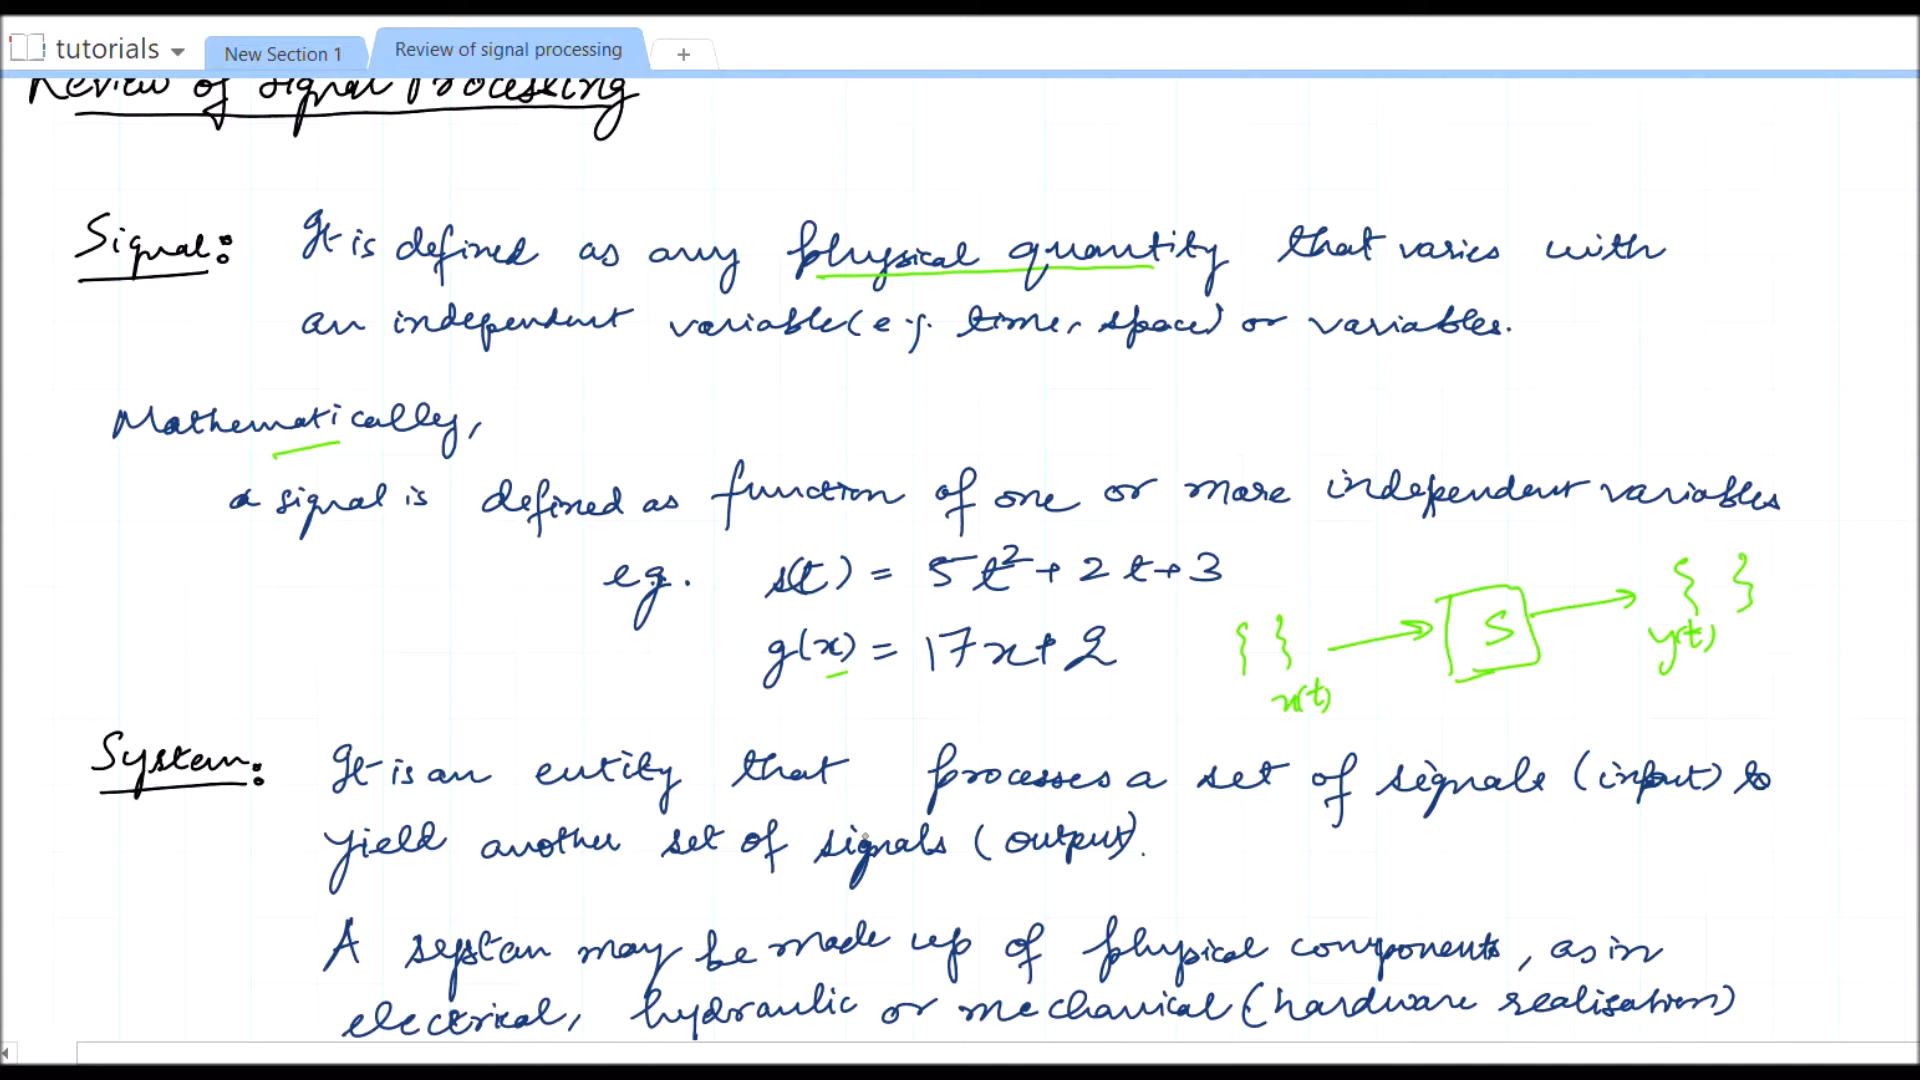 tutorials
New Section 1
Review of signal processing
+
Review of Signal Processing
Signal: It is defined as any physical quantity that varies with
an independent variable (eg. time, space) or variables.
Mathematically,
a signal is defined as function of one or more independent variables
eg. s(t) = 5t²+ 2t+3
g(x) = 17x+2
{ } → S → { }
x(t) y(t)
System: It is an entity that processes a set of signals (input) to
yield another set of signals (output).
A system may be made up of physical components, as in
electrical, hydraulic or mechanical (hardware realisation)